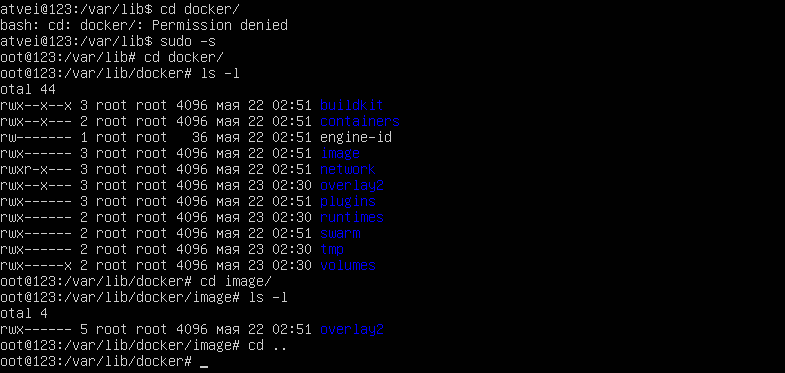 atvei@123:/var/lib$ cd docker/
bash: cd: docker/: Permission denied
atvei@123:/var/lib$ sudo -s
oot@123:/var/lib# cd docker/
oot@123:/var/lib/docker# ls -l
otal 44
rwx--x--x 3 root root 4096 мая 22 02:51 buildkit
rwx--x--- 2 root root 4096 мая 22 02:51 containers
rw------- 1 root root   36 мая 22 02:51 engine-id
rwx------ 3 root root 4096 мая 22 02:51 image
rwxr-x--- 3 root root 4096 мая 22 02:51 network
rwx--x--- 3 root root 4096 мая 23 02:30 overlay2
rwx------ 3 root root 4096 мая 22 02:51 plugins
rwx------ 2 root root 4096 мая 23 02:30 runtimes
rwx------ 2 root root 4096 мая 22 02:51 swarm
rwx------ 2 root root 4096 мая 23 02:30 tmp
rwx-----x 2 root root 4096 мая 23 02:30 volumes
oot@123:/var/lib/docker# cd image/
oot@123:/var/lib/docker/image# ls -l
otal 4
rwx------ 5 root root 4096 мая 22 02:51 overlay2
oot@123:/var/lib/docker/image# cd ..
oot@123:/var/lib/docker# _